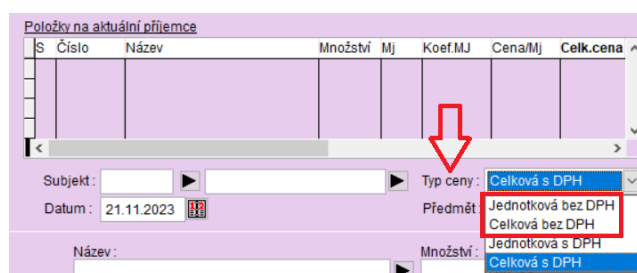 Položky na aktuální příjemce
S Číslo Název Množství Mj Koef.MJ Cena/Mj Celk.cena
Subjekt : Typ ceny : Celková s DPH
Datum : 21.11.2023 Předmět Jednotková bez DPH
Celková bez DPH
Název : Množství : Jednotková s DPH
Celková s DPH